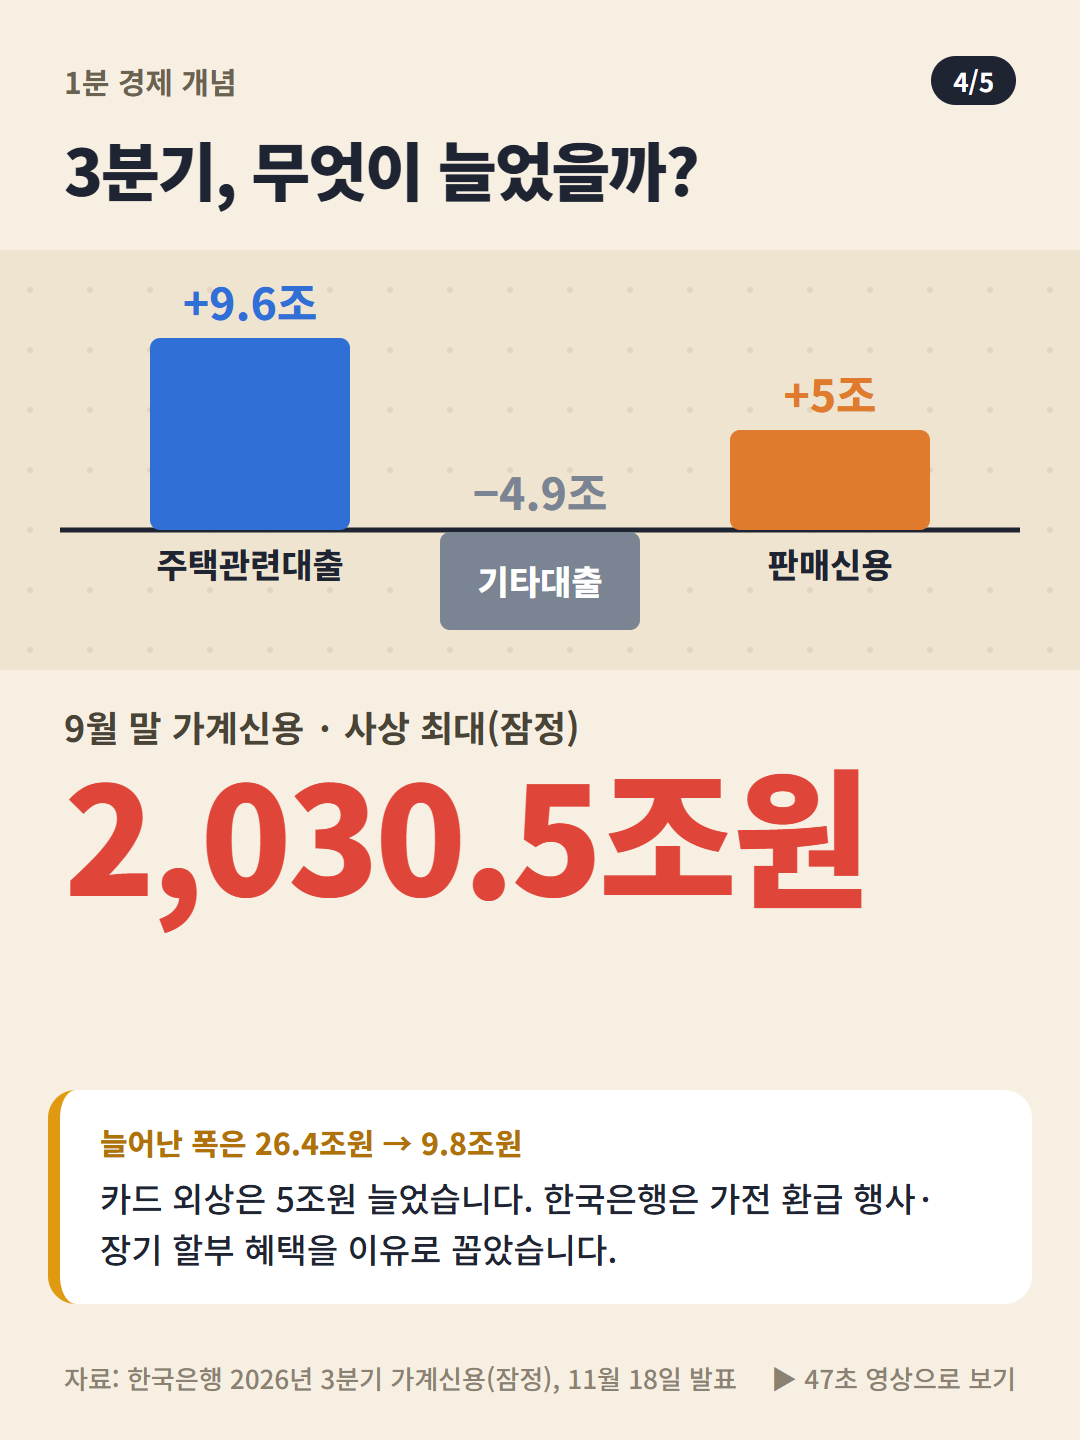 1분 경제 개념
4/5
3분기, 무엇이 늘었을까?
+9.6조
+5조
−4.9조
주택관련대출
기타대출
판매신용
9월 말 가계신용 · 사상 최대(잠정)
2,030.5조원
늘어난 폭은 26.4조원 → 9.8조원
카드 외상은 5조원 늘었습니다. 한국은행은 가전 환급 행사·
장기 할부 혜택을 이유로 꼽았습니다.
자료: 한국은행 2026년 3분기 가계신용(잠정), 11월 18일 발표
▶ 47초 영상으로 보기